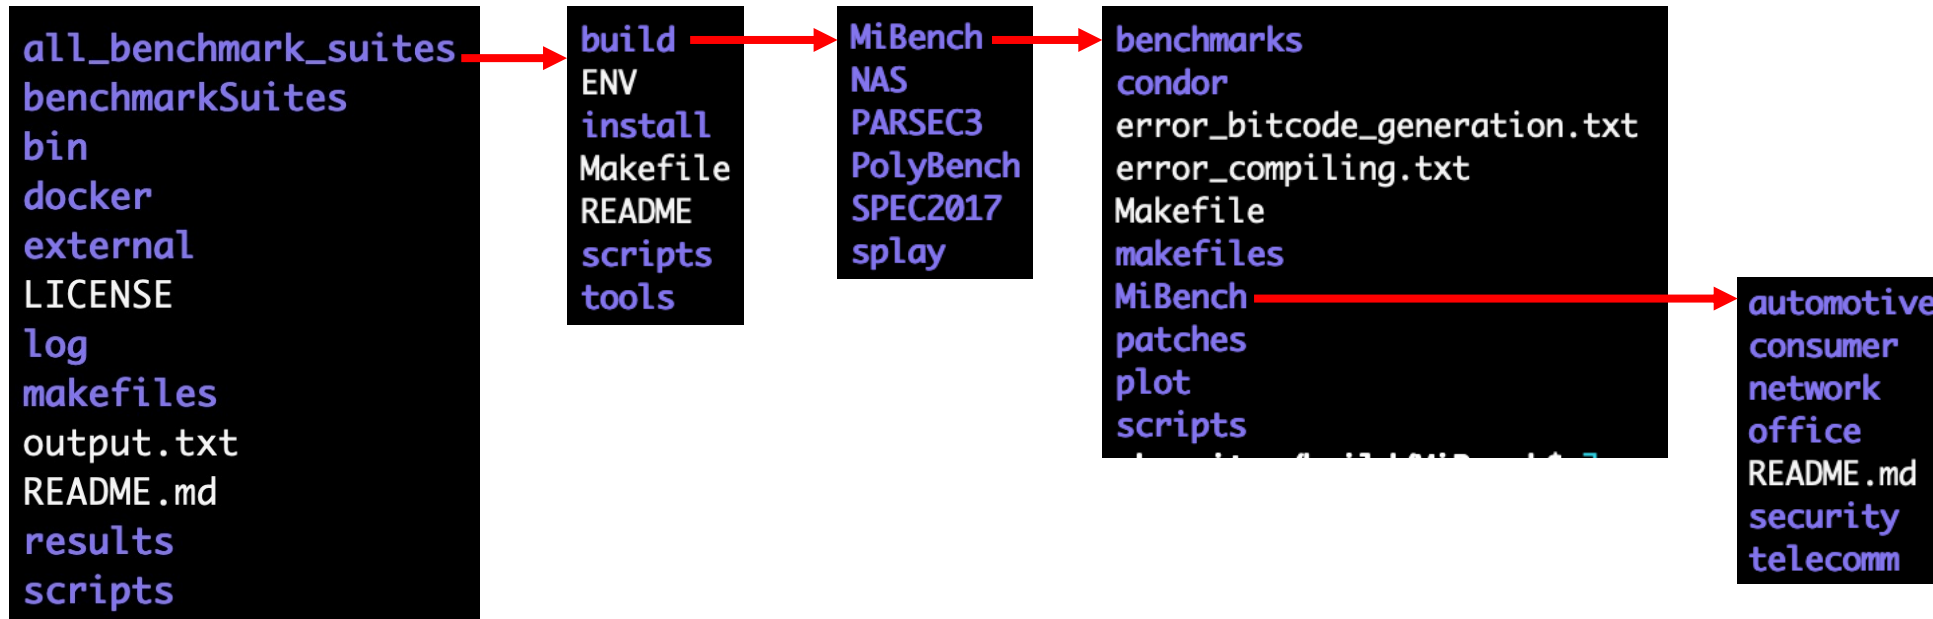 all_benchmark_suites
benchmarkSuites
bin
docker
external
LICENSE
log
makefiles
output.txt
README.md
results
scripts
build
ENV
install
Makefile
README
scripts
tools
MiBench
NAS
PARSEC3
PolyBench
SPEC2017
splay
benchmarks
condor
error_bitcode_generation.txt
error_compiling.txt
Makefile
makefiles
MiBench
patches
plot
scripts
automotive
consumer
network
office
README.md
security
telecomm